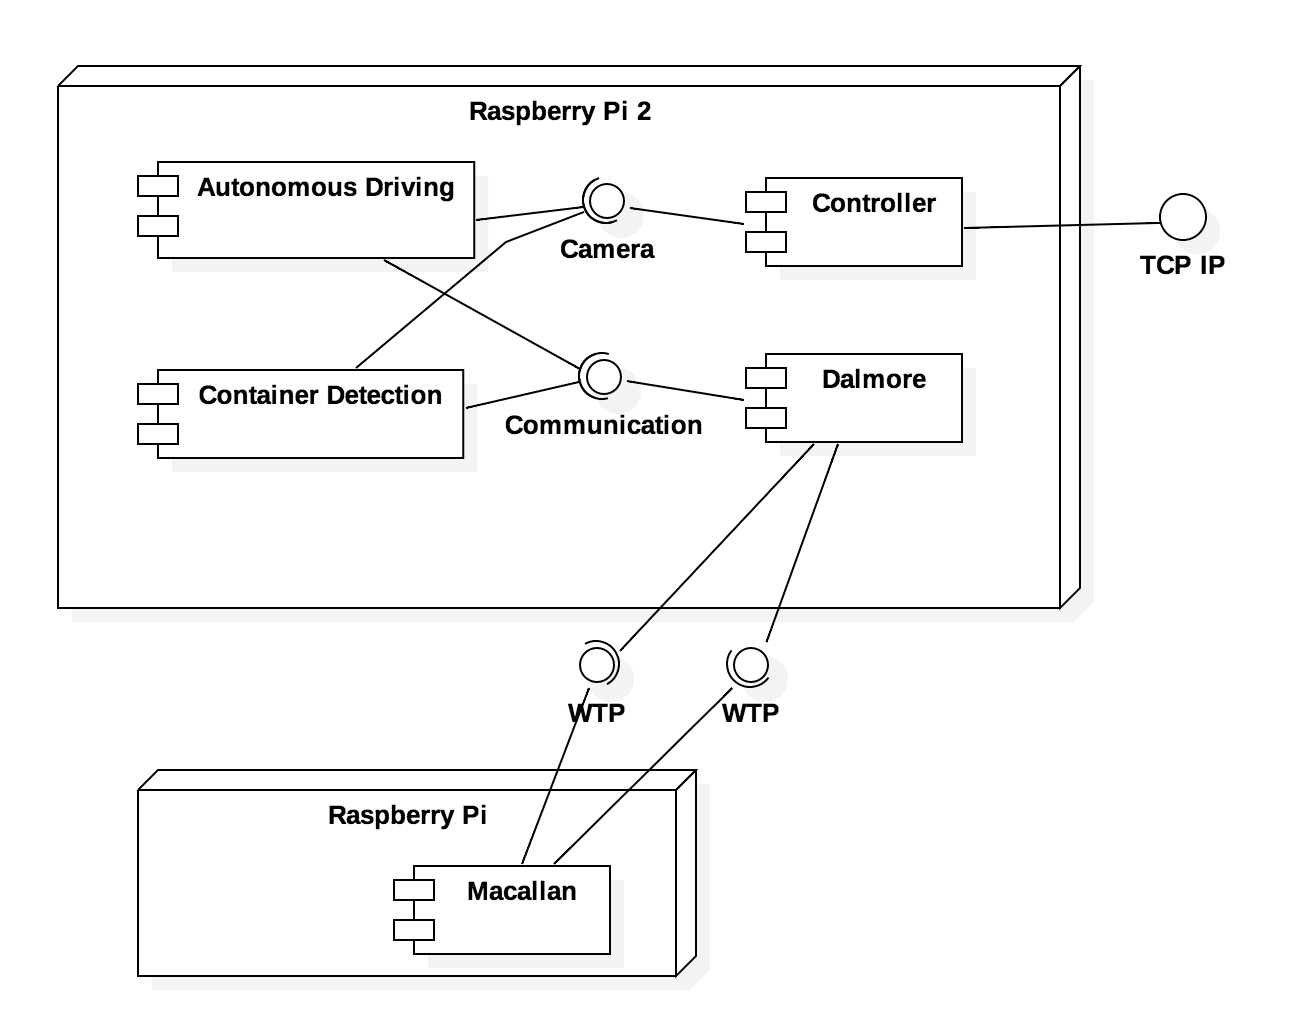 Raspberry Pi 2
Autonomous Driving
Controller
Camera
TCP IP
Container Detection
Dalmore
Communication
WTP
WTP
Raspberry Pi
Macallan